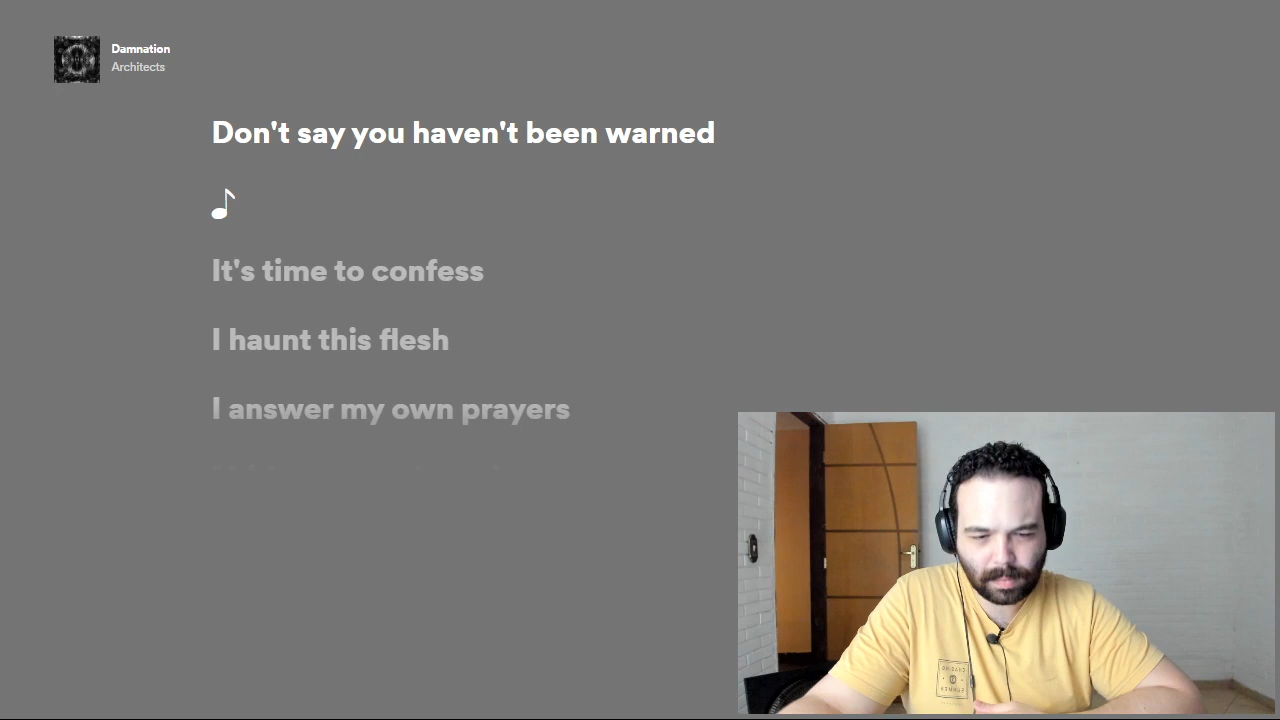 Damnation
Architects
Don't say you haven't been warned
It's time to confess
I haunt this flesh
I answer my own prayers